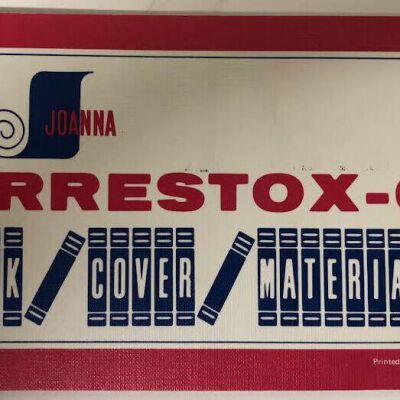 JOANNA
RRESTOX-
K COVER MATERIA
Printed